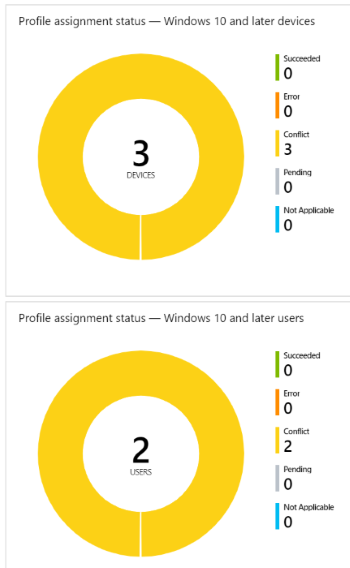 Profile assignment status — Windows 10 and later devices
3
DEVICES
Succeeded
0
Error
0
Conflict
3
Pending
0
Not Applicable
0
Profile assignment status — Windows 10 and later users
2
USERS
Succeeded
0
Error
0
Conflict
2
Pending
0
Not Applicable
0